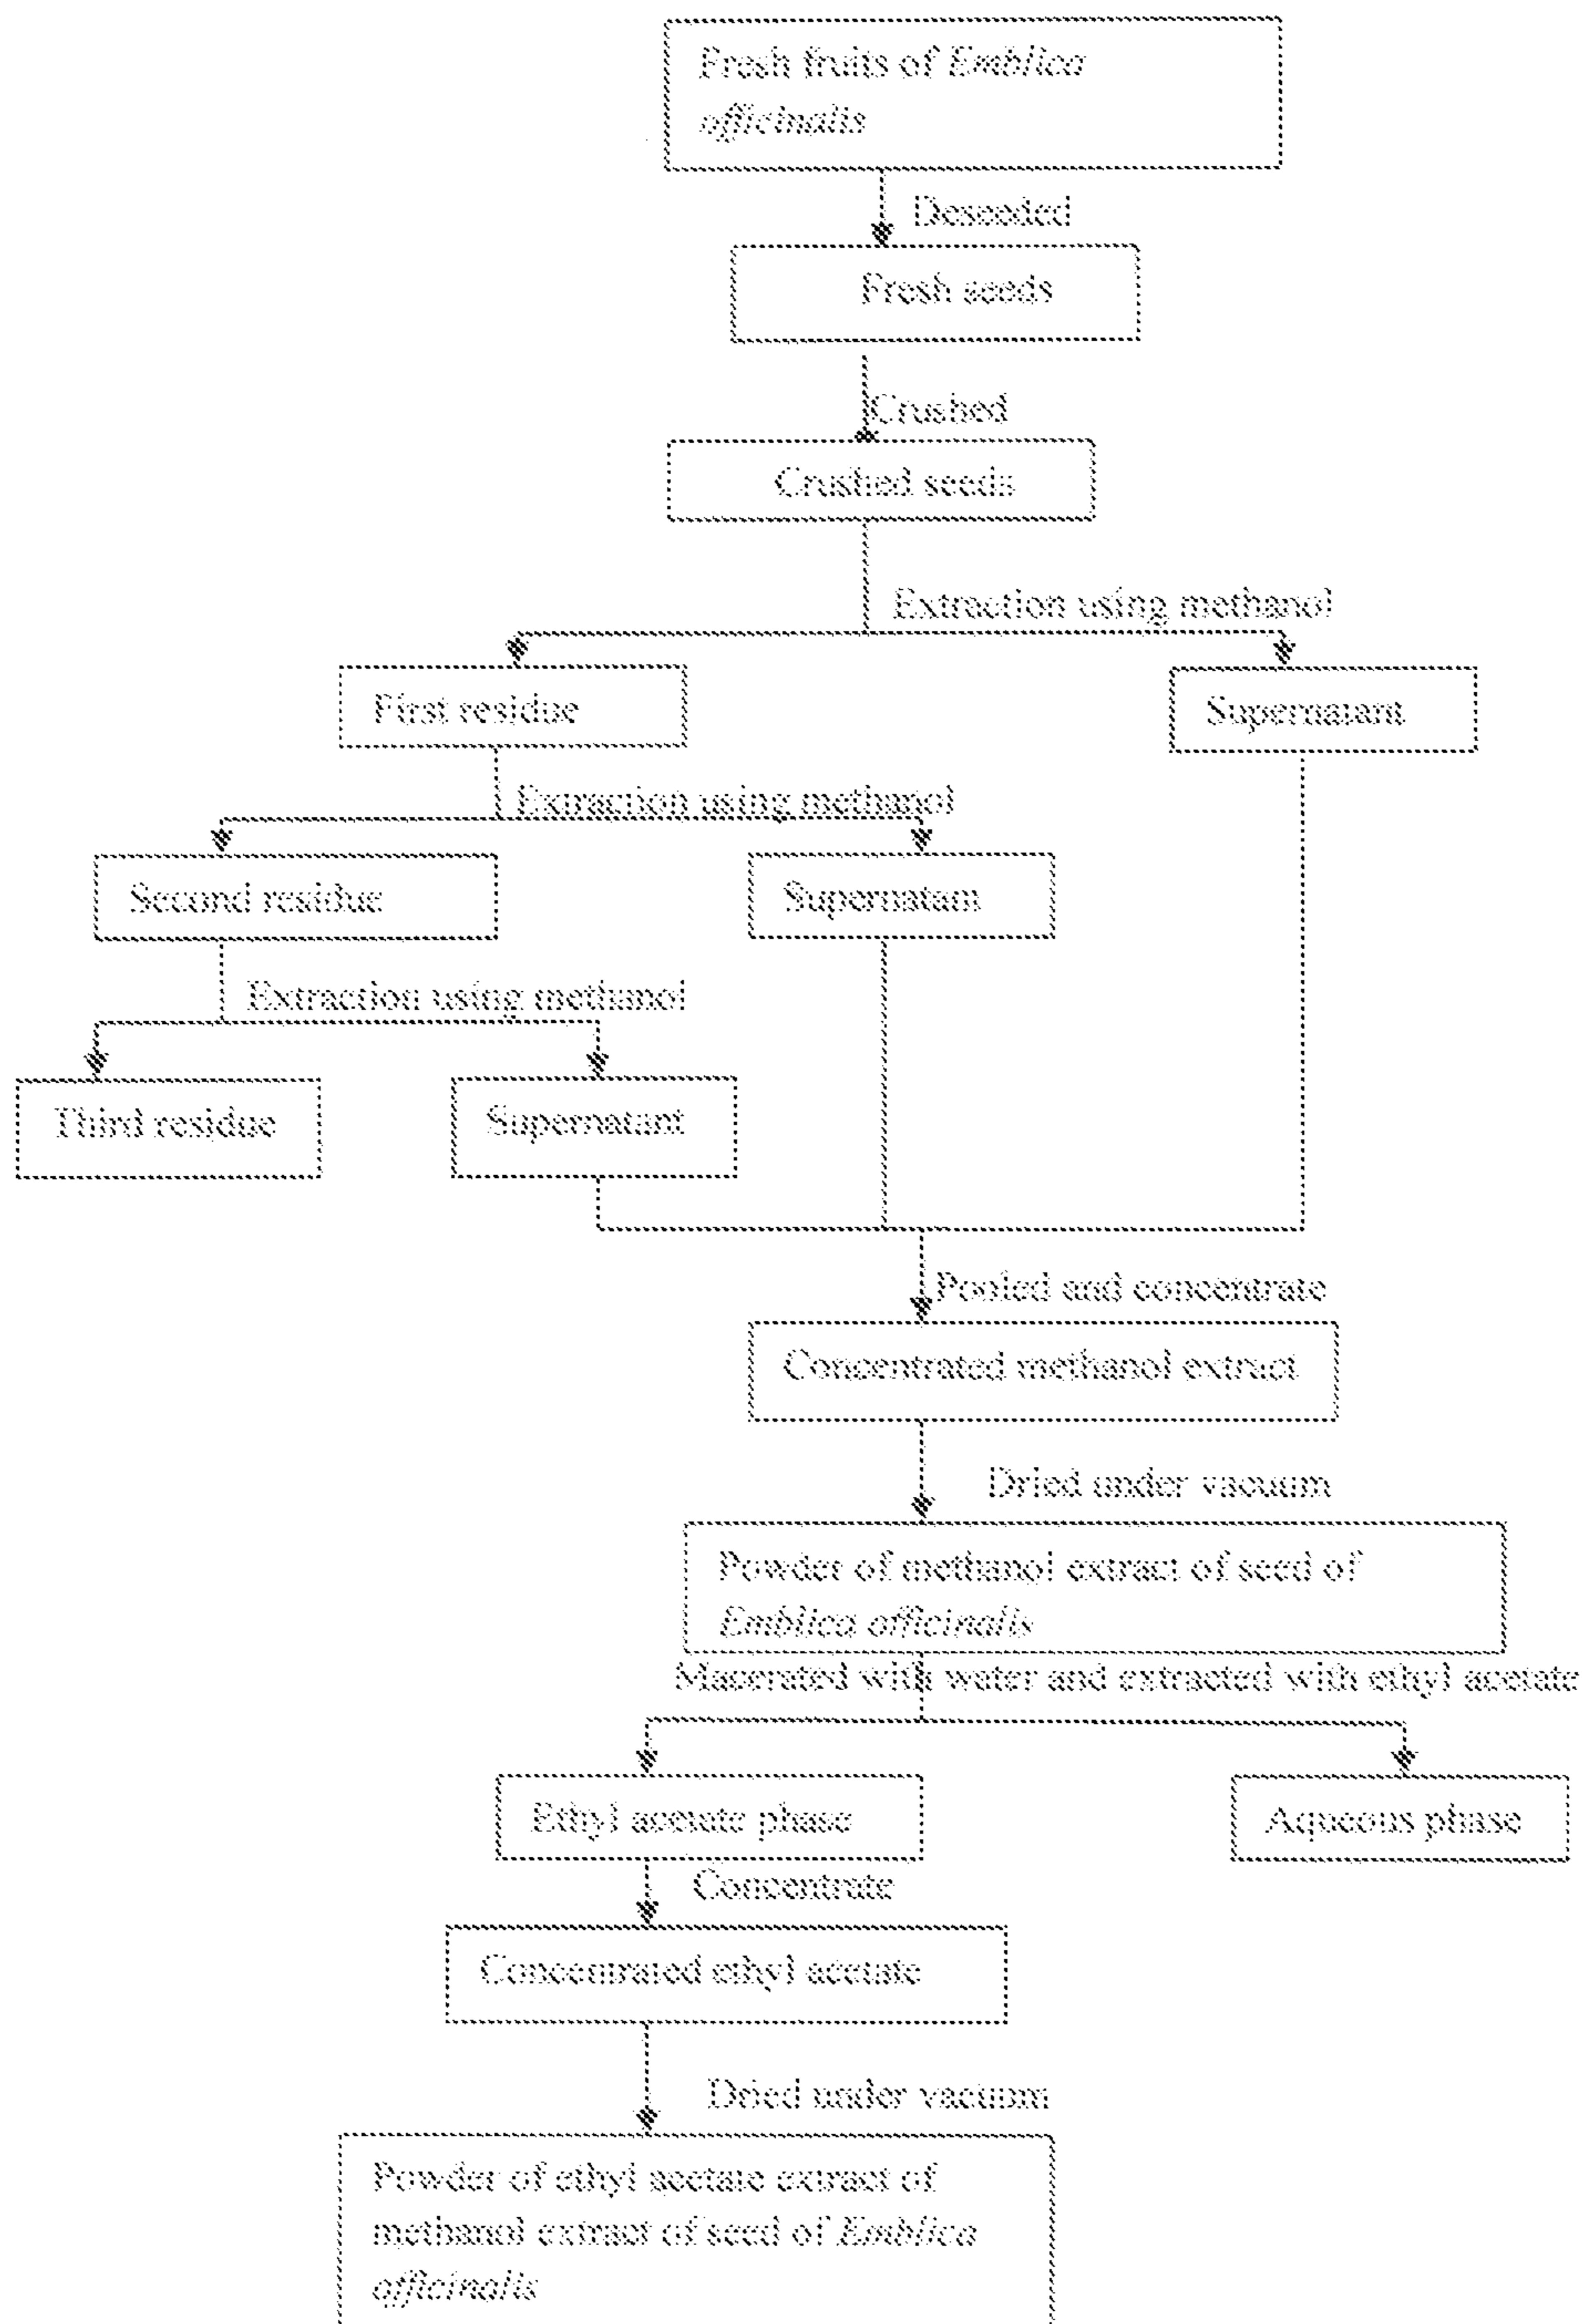 Fresh fruits of Emblica
officinalis
Deseeded
Fresh seeds
Crushed
Crushed seeds
Extraction using methanol
First residue
Supernatant
Extraction using methanol
Second residue
Supernatant
Extraction using methanol
Third residue
Supernatant
Pooled and concentrate
Concentrated methanol extract
Dried under vacuum
Powder of methanol extract of seed of
Emblica officinalis
Macerated with water and extracted with ethyl acetate
Ethyl acetate phase
Aqueous phase
Concentrate
Concentrated ethyl acetate
Dried under vacuum
Powder of ethyl acetate extract of
methanol extract of seed of Emblica
officinalis